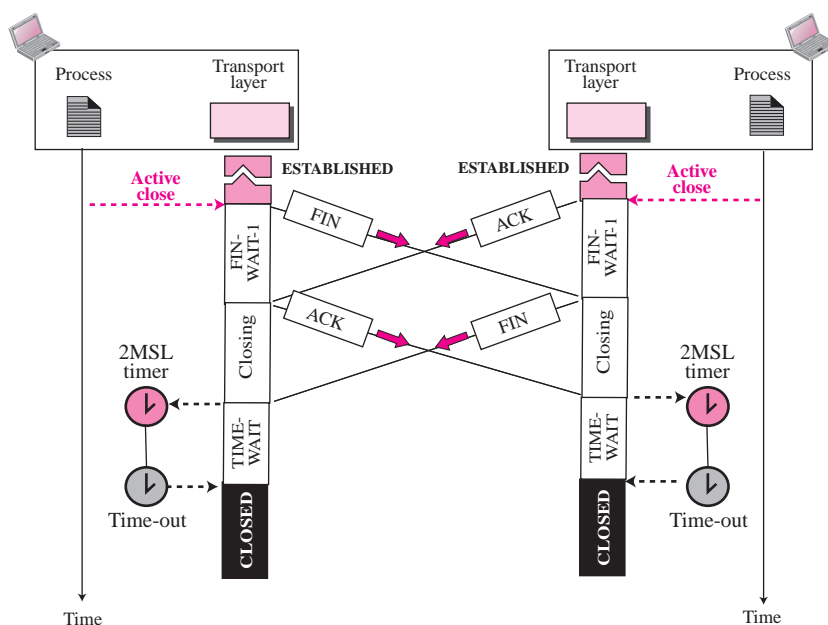 Process
Transport
layer
Transport
layer
Process
ESTABLISHED
ESTABLISHED
Active
close
Active
close
FIN
ACK
FIN-
WAIT-1
FIN-
WAIT-1
ACK
FIN
Closing
Closing
2MSL
timer
2MSL
timer
TIME-
WAIT
TIME-
WAIT
Time-out
Time-out
CLOSED
CLOSED
Time
Time